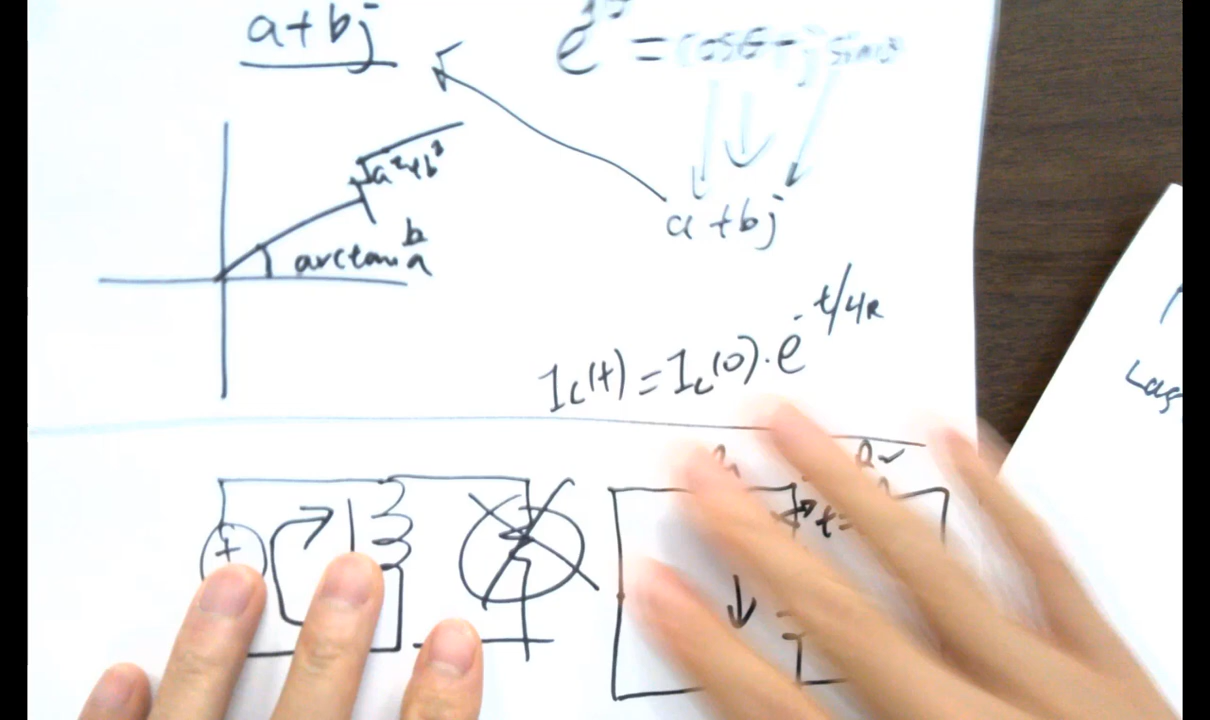 a+bj
e^jθ = cosθ + j sinθ
√a²+b²
a+bj
arctan b/a
I_L(t) = I_L(0)·e^-t/4R
+
t=